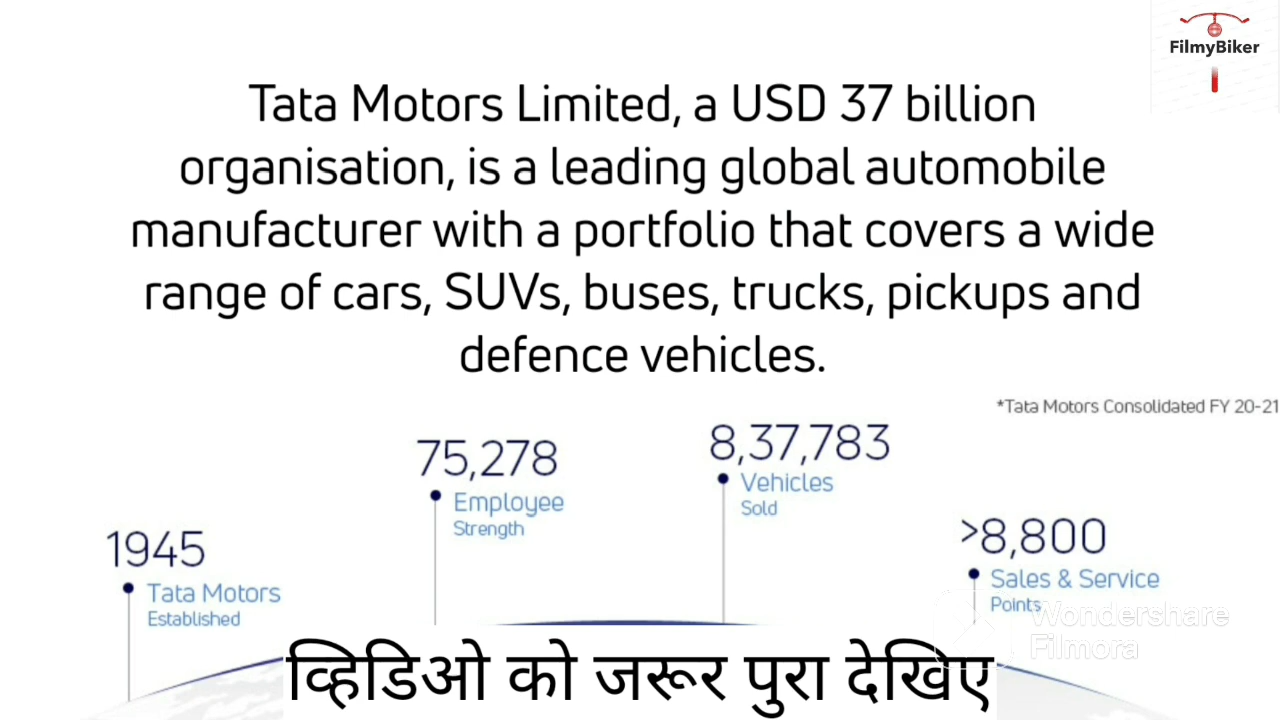 FilmyBiker
Tata Motors Limited, a USD 37 billion
organisation, is a leading global automobile
manufacturer with a portfolio that covers a wide
range of cars, SUVs, buses, trucks, pickups and
defence vehicles.
*Tata Motors Consolidated FY 20-21
1945
Tata Motors
Established
75,278
Employee
Strength
8,37,783
Vehicles
Sold
>8,800
Sales & Service
Points
Wondershare
Filmora
व्हिडिओ को जरूर पुरा देखिए